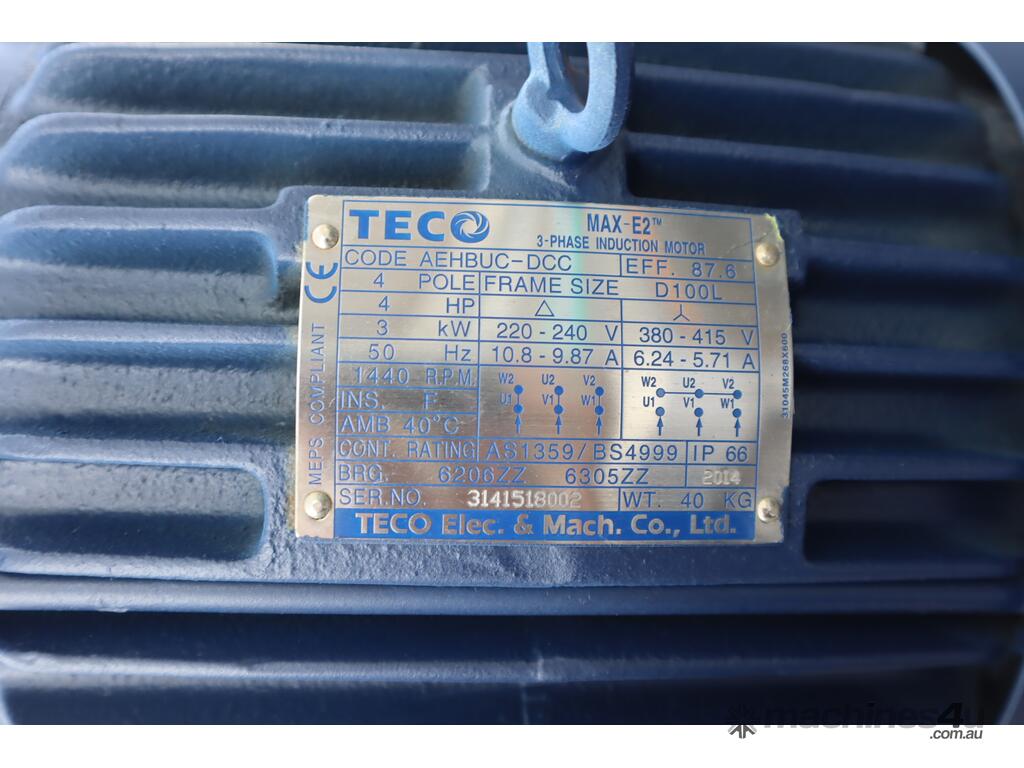 TECO
MAX-E2™
3-PHASE INDUCTION MOTOR
CODE AEHBUC-DCC EFF. 87.6
4 POLE FRAME SIZE D100L
4 HP △ 人
3 kW 220 - 240 V 380 - 415 V
50 Hz 10.8 - 9.87 A 6.24 - 5.71 A
1440 R.P.M. W2 U2 V2 W2 U2 V2
INS. F U1 V1 W1 U1 V1 W1
AMB 40°C
CONT. RATING AS1359/BS4999 IP 66
BRG. 6206ZZ 6305ZZ 2014
SER.NO. 3141518002 WT. 40 KG
TECO Elec. & Mach. Co., Ltd.
CE
MEPS COMPLIANT
31045M268X600
machines4u
.com.au